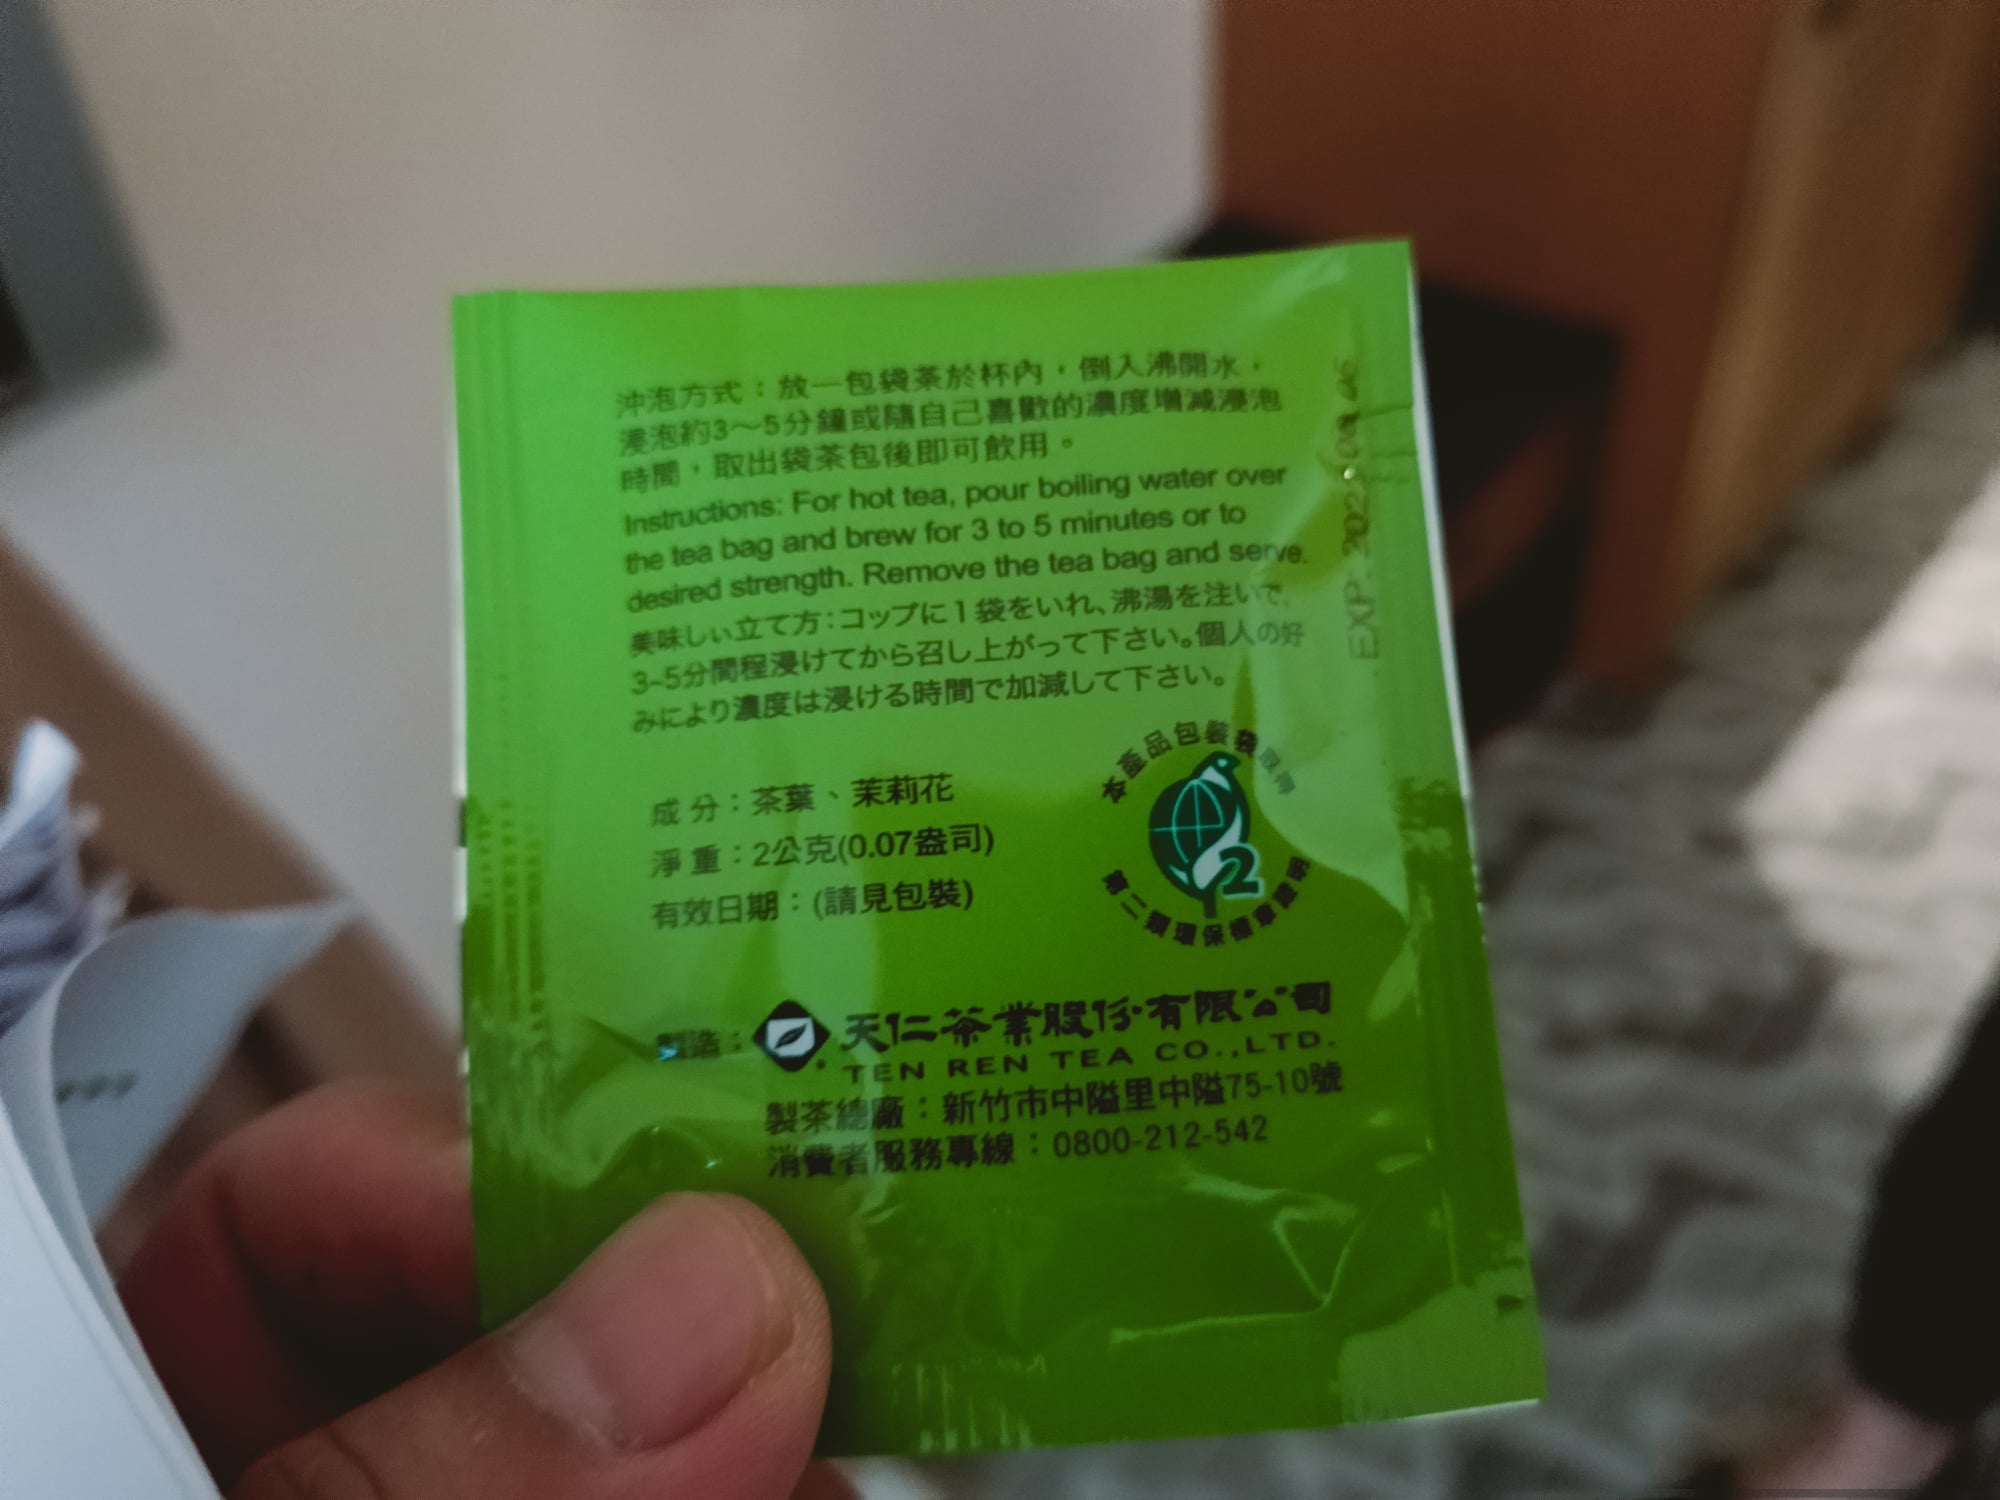 沖泡方式：放一包袋茶於杯內，倒入沸開水，
浸泡約3～5分鐘或隨自己喜歡的濃度增減浸泡
時間，取出袋茶包後即可飲用。
Instructions: For hot tea, pour boiling water over
the tea bag and brew for 3 to 5 minutes or to
desired strength. Remove the tea bag and serve.
美味しい立て方：コップに1袋をいれ、沸湯を注いで、
3~5分間程浸けてから召し上がって下さい。個人の好
みにより濃度は浸ける時間で加減して下さい。
成分：茶葉、茉莉花
淨重：2公克(0.07盎司)
有效日期：(請見包裝)
本產品包裝袋取得
2
第二類環保標章證明
製造：天仁茶業股份有限公司
TEN REN TEA CO.,LTD.
製茶總廠：新竹市中隘里中隘75-10號
消費者服務專線：0800-212-542
EXP: